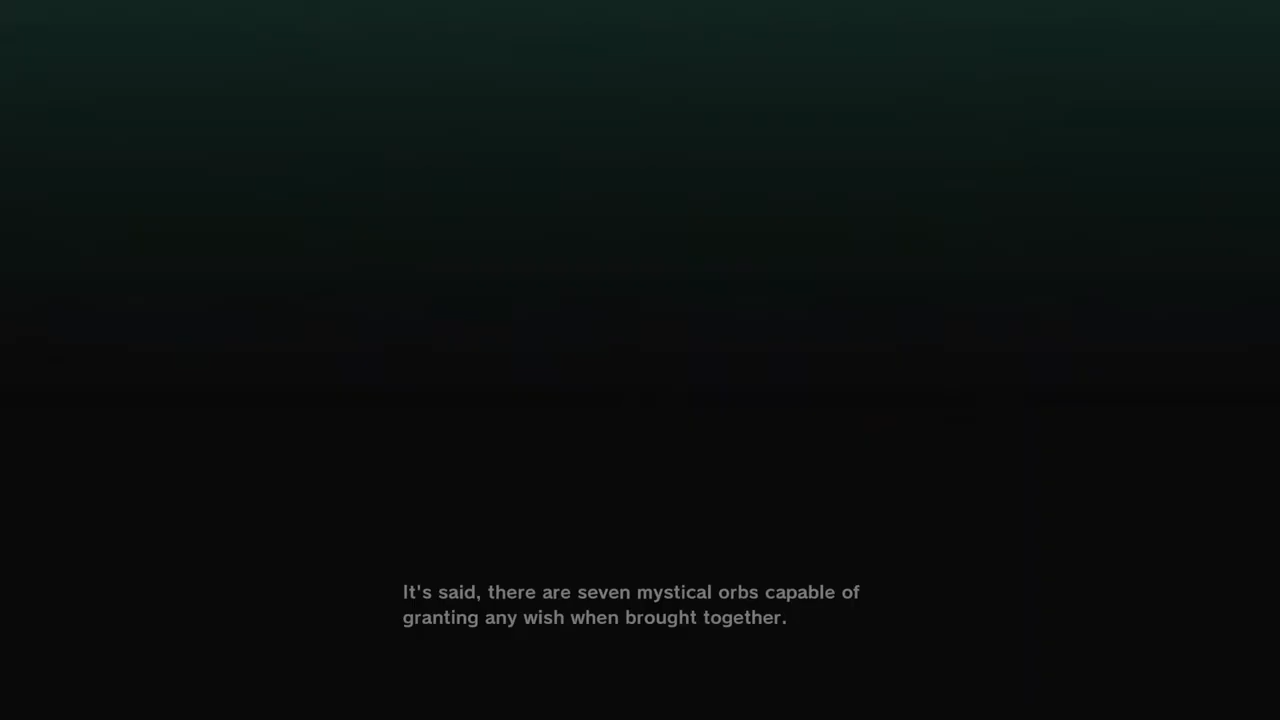 It's said, there are seven mystical orbs capable of
granting any wish when brought together.